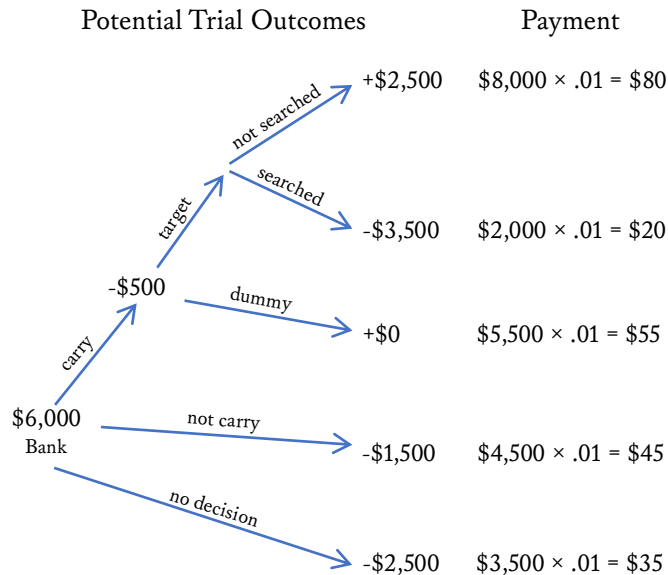 Potential Trial Outcomes Payment
not searched
+$2,500 $8,000 × .01 = $80
searched
target
-$3,500 $2,000 × .01 = $20
-$500
dummy
+$0 $5,500 × .01 = $55
carry
$6,000
Bank
not carry
-$1,500 $4,500 × .01 = $45
no decision
-$2,500 $3,500 × .01 = $35